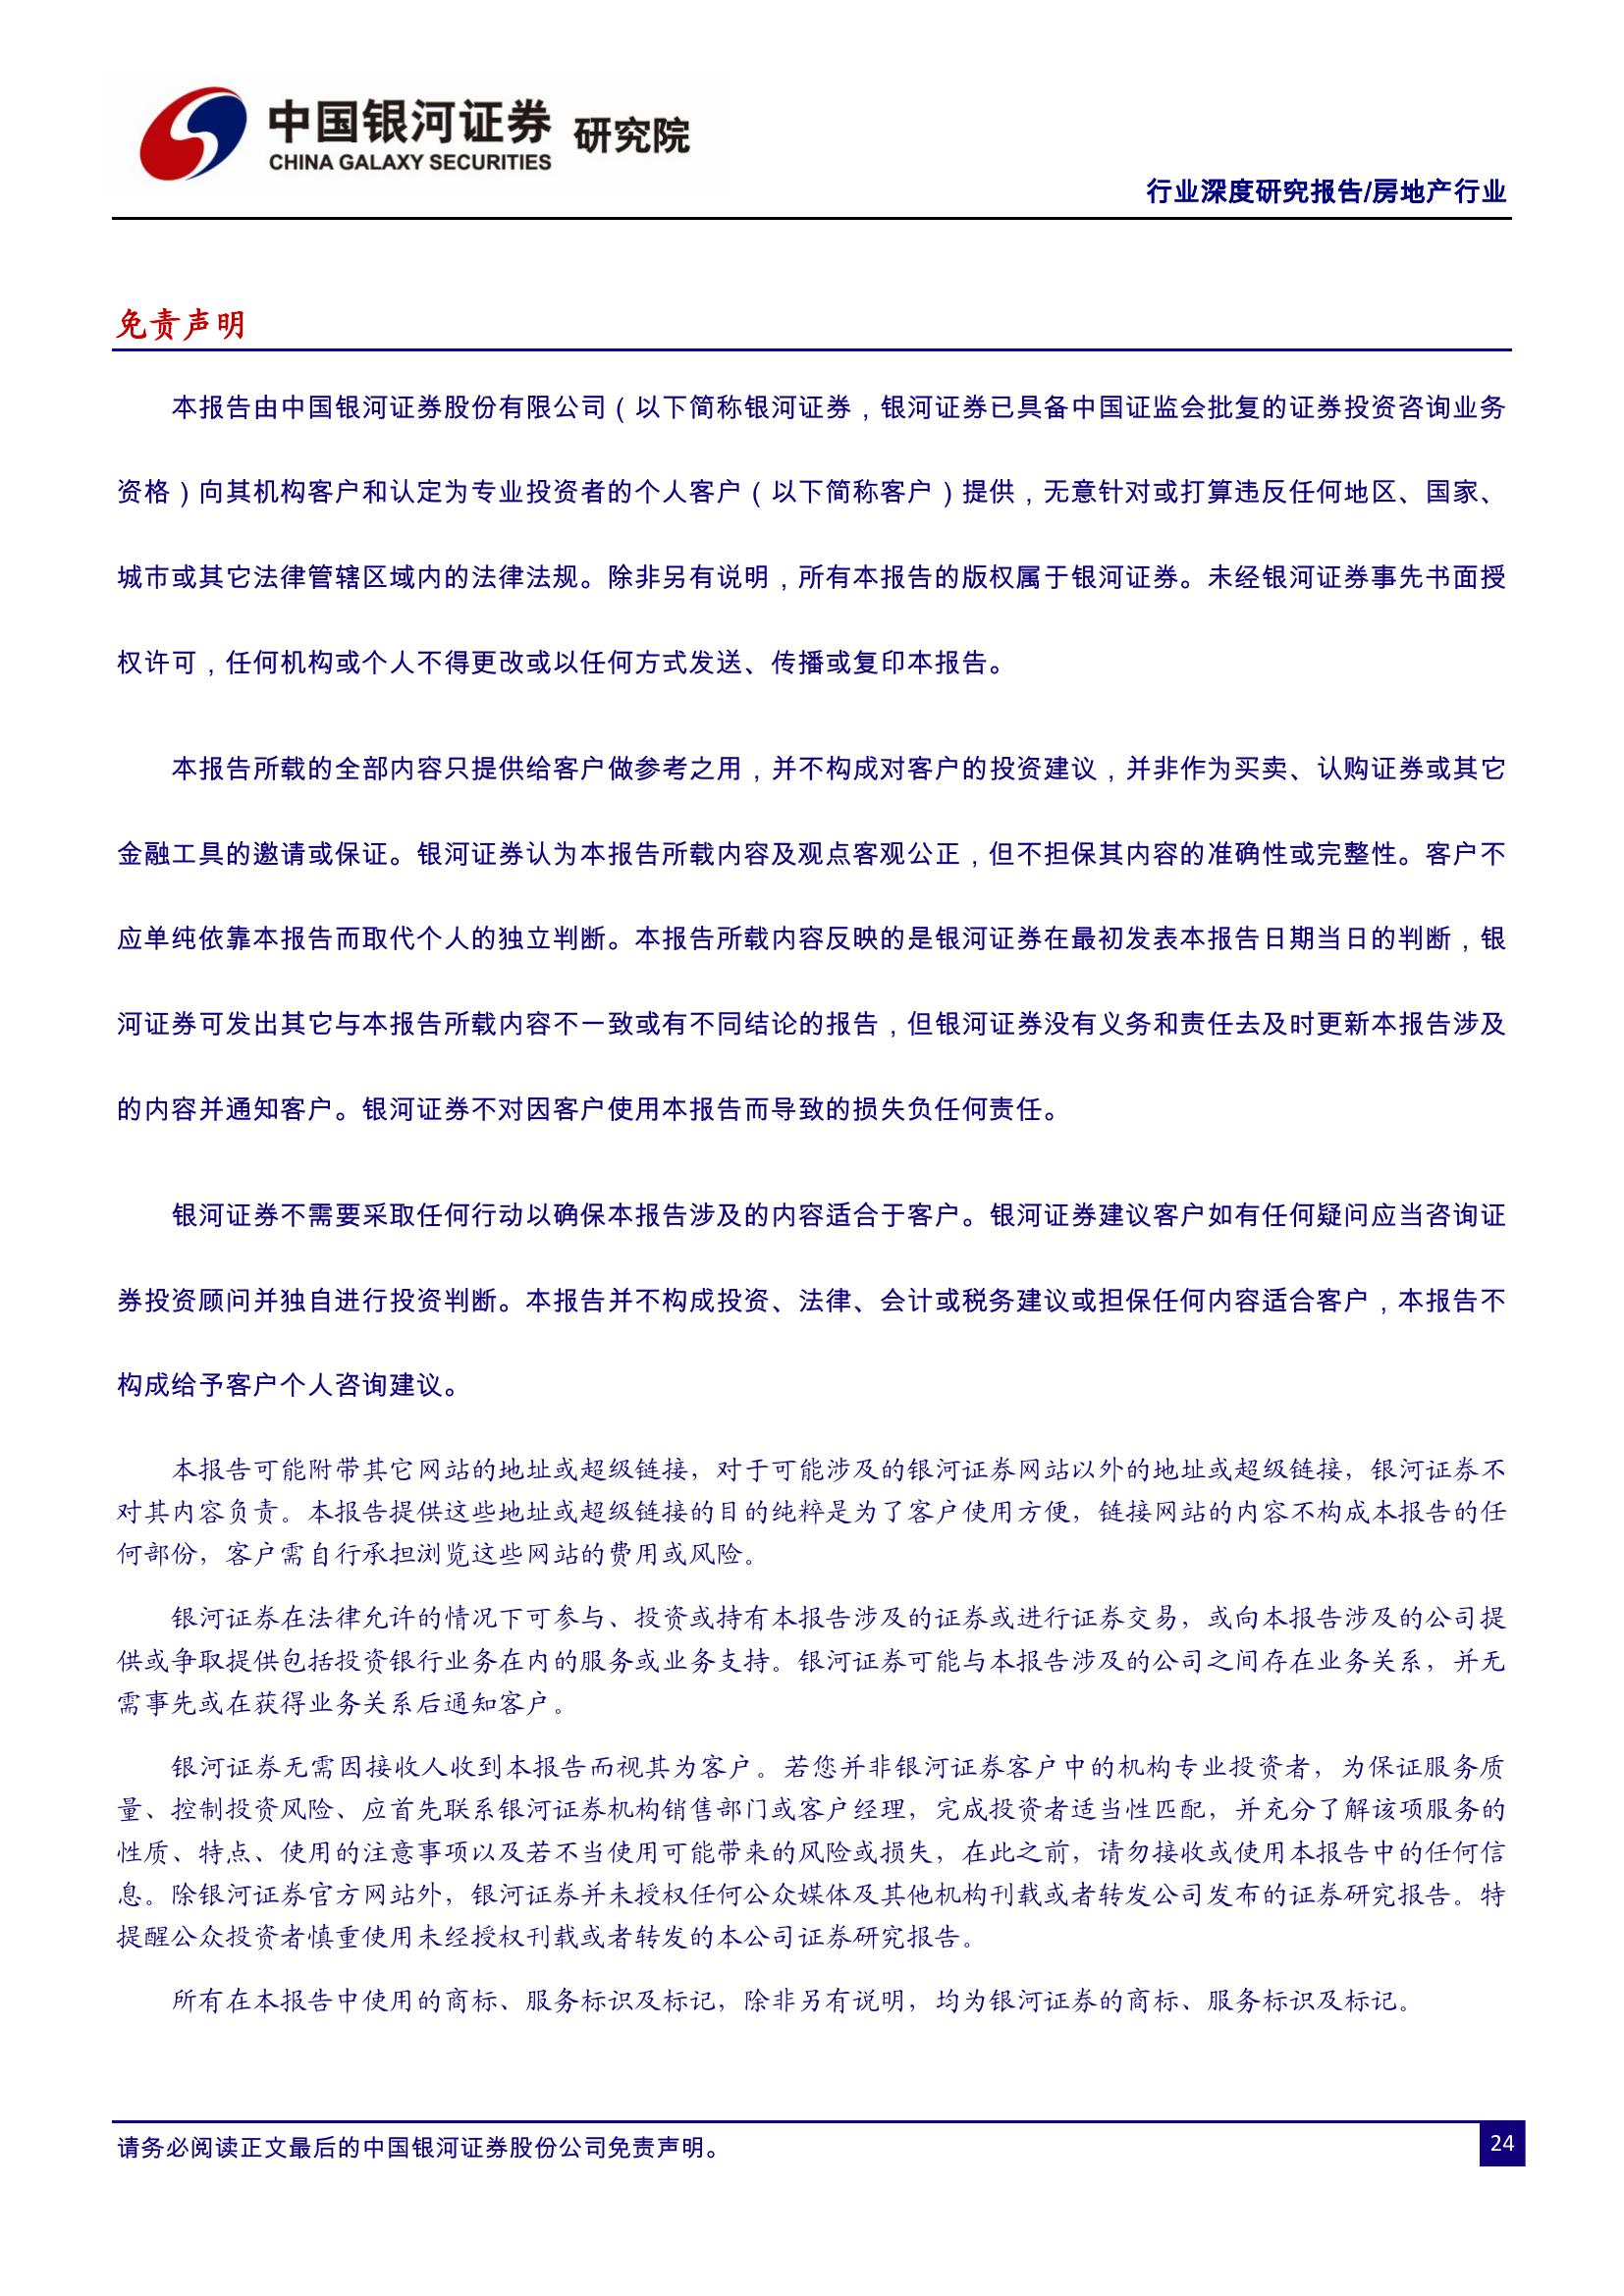 中国银河证券 研究院
CHINA GALAXY SECURITIES
行业深度研究报告/房地产行业
免责声明
本报告由中国银河证券股份有限公司（以下简称银河证券，银河证券已具备中国证监会批复的证券投资咨询业务
资格）向其机构客户和认定为专业投资者的个人客户（以下简称客户）提供，无意针对或打算违反任何地区、国家、
城市或其它法律管辖区域内的法律法规。除非另有说明，所有本报告的版权属于银河证券。未经银河证券事先书面授
权许可，任何机构或个人不得更改或以任何方式发送、传播或复印本报告。
本报告所载的全部内容只提供给客户做参考之用，并不构成对客户的投资建议，并非作为买卖、认购证券或其它
金融工具的邀请或保证。银河证券认为本报告所载内容及观点客观公正，但不担保其内容的准确性或完整性。客户不
应单纯依靠本报告而取代个人的独立判断。本报告所载内容反映的是银河证券在最初发表本报告日期当日的判断，银
河证券可发出其它与本报告所载内容不一致或有不同结论的报告，但银河证券没有义务和责任去及时更新本报告涉及
的内容并通知客户。银河证券不对因客户使用本报告而导致的损失负任何责任。
银河证券不需要采取任何行动以确保本报告涉及的内容适合于客户。银河证券建议客户如有任何疑问应当咨询证
券投资顾问并独自进行投资判断。本报告并不构成投资、法律、会计或税务建议或担保任何内容适合客户，本报告不
构成给予客户个人咨询建议。
本报告可能附带其它网站的地址或超级链接，对于可能涉及的银河证券网站以外的地址或超级链接，银河证券不
对其内容负责。本报告提供这些地址或超级链接的目的纯粹是为了客户使用方便，链接网站的内容不构成本报告的任
何部份，客户需自行承担浏览这些网站的费用或风险。
银河证券在法律允许的情况下可参与、投资或持有本报告涉及的证券或进行证券交易，或向本报告涉及的公司提
供或争取提供包括投资银行业务在内的服务或业务支持。银河证券可能与本报告涉及的公司之间存在业务关系，并无
需事先或在获得业务关系后通知客户。
银河证券无需因接收人收到本报告而视其为客户。若您并非银河证券客户中的机构专业投资者，为保证服务质
量、控制投资风险、应首先联系银河证券机构销售部门或客户经理，完成投资者适当性匹配，并充分了解该项服务的
性质、特点、使用的注意事项以及若不当使用可能带来的风险或损失，在此之前，请勿接收或使用本报告中的任何信
息。除银河证券官方网站外，银河证券并未授权任何公众媒体及其他机构刊载或者转发公司发布的证券研究报告。特
提醒公众投资者慎重使用未经授权刊载或者转发的本公司证券研究报告。
所有在本报告中使用的商标、服务标识及标记，除非另有说明，均为银河证券的商标、服务标识及标记。
请务必阅读正文最后的中国银河证券股份公司免责声明。
24